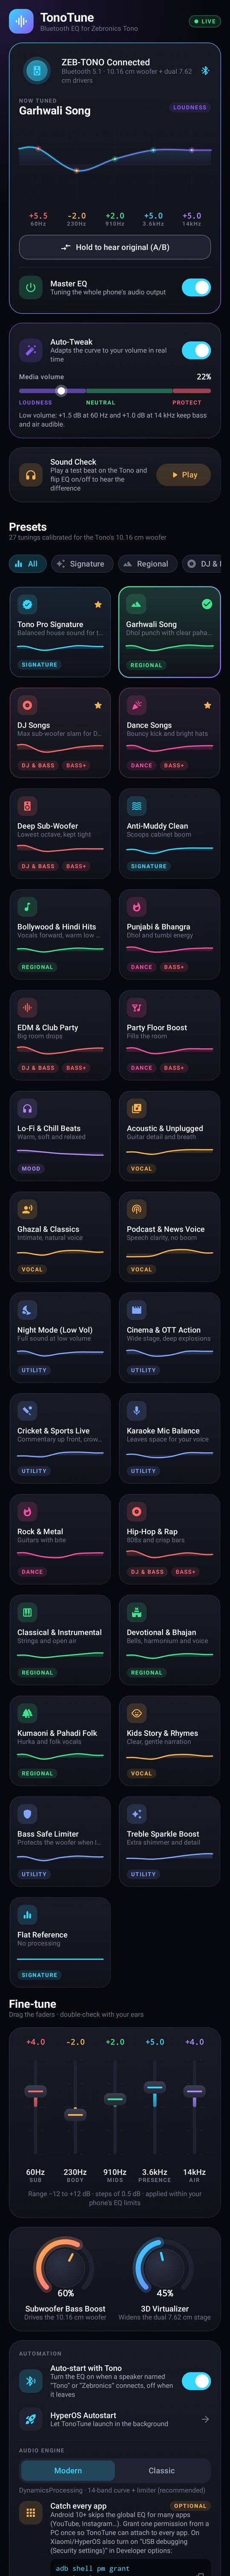 TonoTune
Bluetooth EQ for Zebronics Tono
LIVE
ZEB-TONO Connected
Bluetooth 5.1 · 10.16 cm woofer + dual 7.62
cm drivers
NOW TUNED
Garhwali Song
LOUDNESS
+5.5 -2.0 +2.0 +5.0 +5.0
60Hz 230Hz 910Hz 3.6kHz 14kHz
Hold to hear original (A/B)
Master EQ
Tuning the whole phone's audio output
Auto-Tweak
Adapts the curve to your volume in real
time
Media volume 22%
LOUDNESS NEUTRAL PROTECT
Low volume: +1.5 dB at 60 Hz and +1.0 dB at 14 kHz keep bass
and air audible.
Sound Check
Play a test beat on the Tono and
flip EQ on/off to hear the
difference
Play
Presets
27 tunings calibrated for the Tono's 10.16 cm woofer
All Signature Regional DJ & 
Tono Pro Signature
Balanced house sound for t…
SIGNATURE
Garhwali Song
Dhol punch with clear paha…
REGIONAL
DJ Songs
Max sub-woofer slam for D…
DJ & BASS BASS+
Dance Songs
Bouncy kick and bright hats
DANCE BASS+
Deep Sub-Woofer
Lowest octave, kept tight
DJ & BASS BASS+
Anti-Muddy Clean
Scoops cabinet boom
SIGNATURE
Bollywood & Hindi Hits
Vocals forward, warm low …
REGIONAL
Punjabi & Bhangra
Dhol and tumbi energy
DANCE BASS+
EDM & Club Party
Big room drops
DJ & BASS BASS+
Party Floor Boost
Fills the room
DANCE BASS+
Lo-Fi & Chill Beats
Warm, soft and relaxed
MOOD
Acoustic & Unplugged
Guitar detail and breath
VOCAL
Ghazal & Classics
Intimate, natural voice
VOCAL
Podcast & News Voice
Speech clarity, no boom
VOCAL
Night Mode (Low Vol)
Full sound at low volume
UTILITY
Cinema & OTT Action
Wide stage, deep explosions
UTILITY
Cricket & Sports Live
Commentary up front, crow…
UTILITY
Karaoke Mic Balance
Leaves space for your voice
UTILITY
Rock & Metal
Guitars with bite
DANCE
Hip-Hop & Rap
808s and crisp bars
DJ & BASS BASS+
Classical & Instrumental
Strings and open air
REGIONAL
Devotional & Bhajan
Bells, harmonium and voice
REGIONAL
Kumaoni & Pahadi Folk
Hurka and folk vocals
REGIONAL
Kids Story & Rhymes
Clear, gentle narration
VOCAL
Bass Safe Limiter
Protects the woofer when l…
UTILITY
Treble Sparkle Boost
Extra shimmer and detail
UTILITY
Flat Reference
No processing
SIGNATURE
Fine-tune
Drag the faders · double-check with your ears
+4.0 -2.0 +2.0 +5.0 +4.0
60Hz 230Hz 910Hz 3.6kHz 14kHz
SUB BODY MIDS PRESENCE AIR
Range −12 to +12 dB · steps of 0.5 dB · applied within your
phone's EQ limits
60% 45%
Subwoofer Bass Boost
Drives the 10.16 cm woofer
3D Virtualizer
Widens the dual 7.62 cm stage
AUTOMATION
Auto-start with Tono
Turn the EQ on when a speaker named
"Tono" or "Zebronics" connects, off when
it leaves
HyperOS Autostart
Let TonoTune launch in the background
AUDIO ENGINE
Modern Classic
DynamicsProcessing · 14-band curve + limiter (recommended)
Catch every app OPTIONAL
Android 10+ skips the global EQ for many apps
(YouTube, Instagram…). Grant one permission from a
PC once so TonoTune can attach to every app. On
Xiaomi/HyperOS also turn on "USB debugging
(Security settings)" in Developer options:
adb shell pm grant